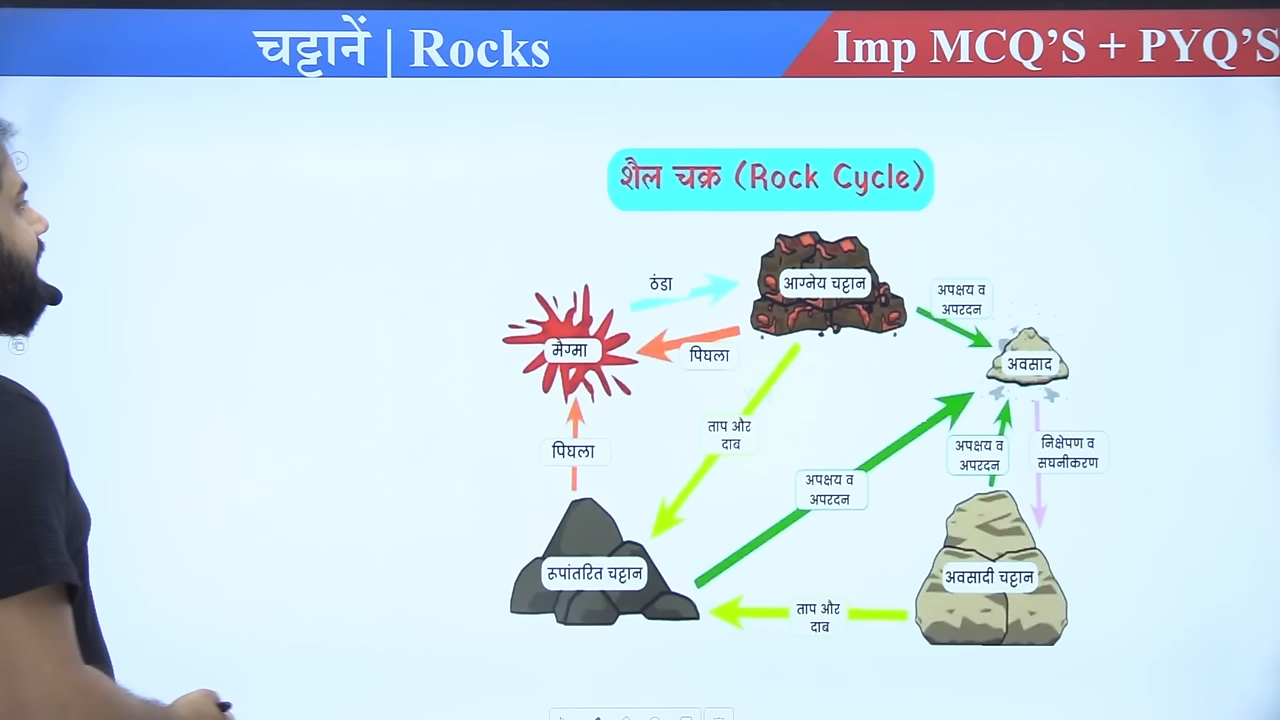 चट्टानें | Rocks
Imp MCQ'S + PYQ'S
शैल चक्र (Rock Cycle)
ठंडा
आग्नेय चट्टान
अपक्षय व
अपरदन
मैग्मा
पिघला
अवसाद
ताप और
दाब
पिघला
अपक्षय व
अपरदन
निक्षेपण व
सघनीकरण
अपक्षय व
अपरदन
रूपांतरित चट्टान
अवसादी चट्टान
ताप और
दाब